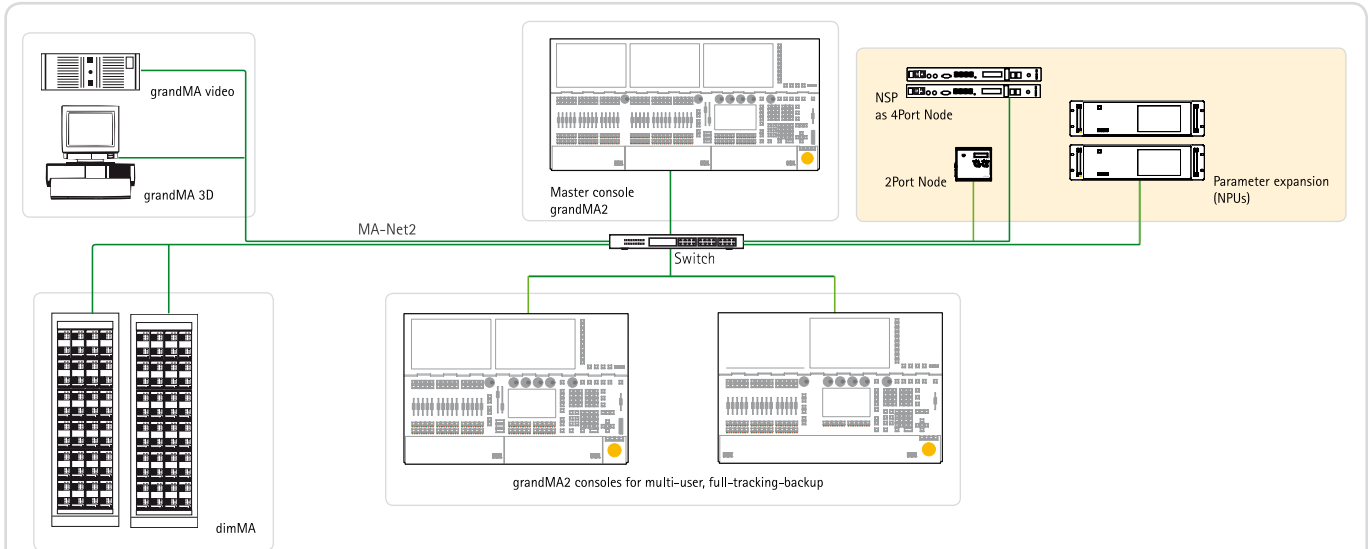 grandMA video
grandMA 3D
Master console
grandMA2
NSP
as 4Port Node
2Port Node
Parameter expansion
(NPUs)
MA-Net2
Switch
grandMA2 consoles for multi-user, full-tracking-backup
dimMA